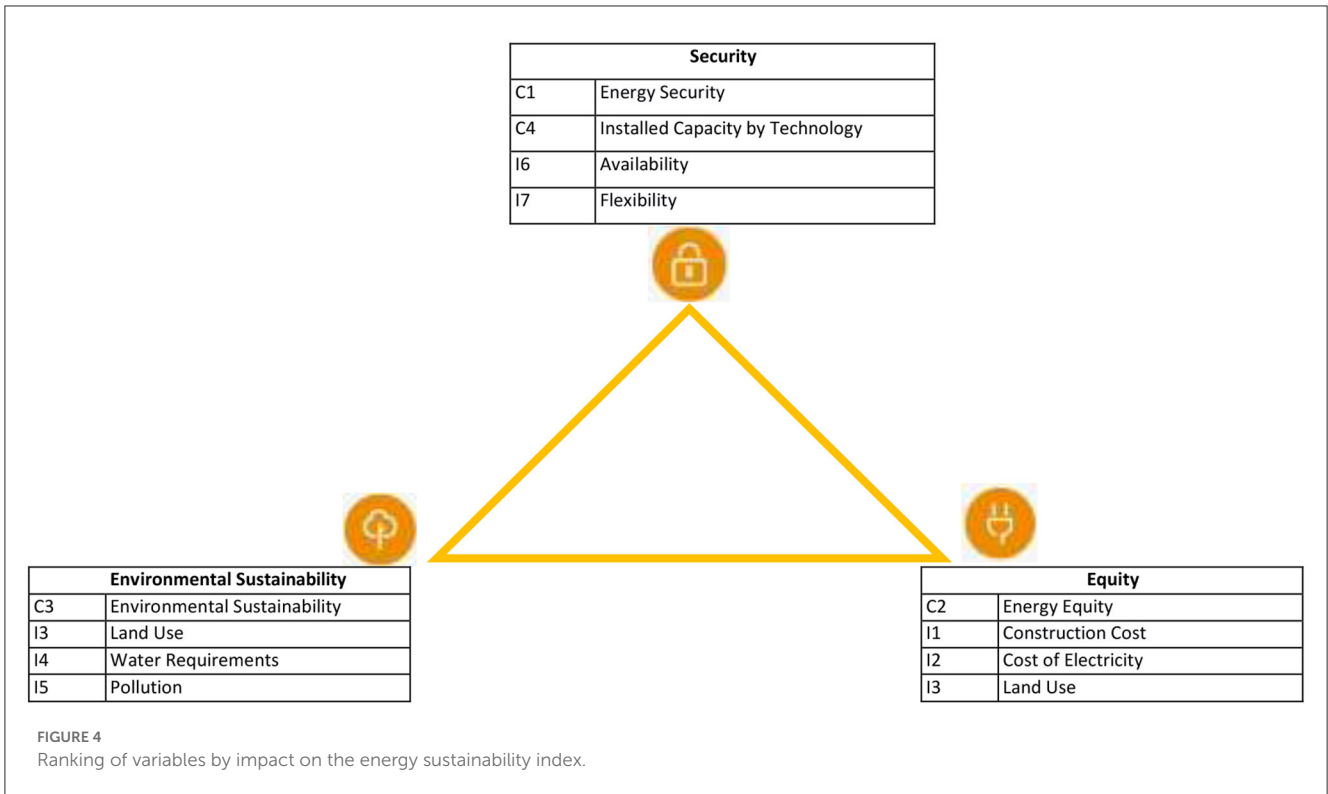 Security
C1 Energy Security
C4 Installed Capacity by Technology
I6 Availability
I7 Flexibility
Environmental Sustainability
C3 Environmental Sustainability
I3 Land Use
I4 Water Requirements
I5 Pollution
Equity
C2 Energy Equity
I1 Construction Cost
I2 Cost of Electricity
I3 Land Use
FIGURE 4
Ranking of variables by impact on the energy sustainability index.